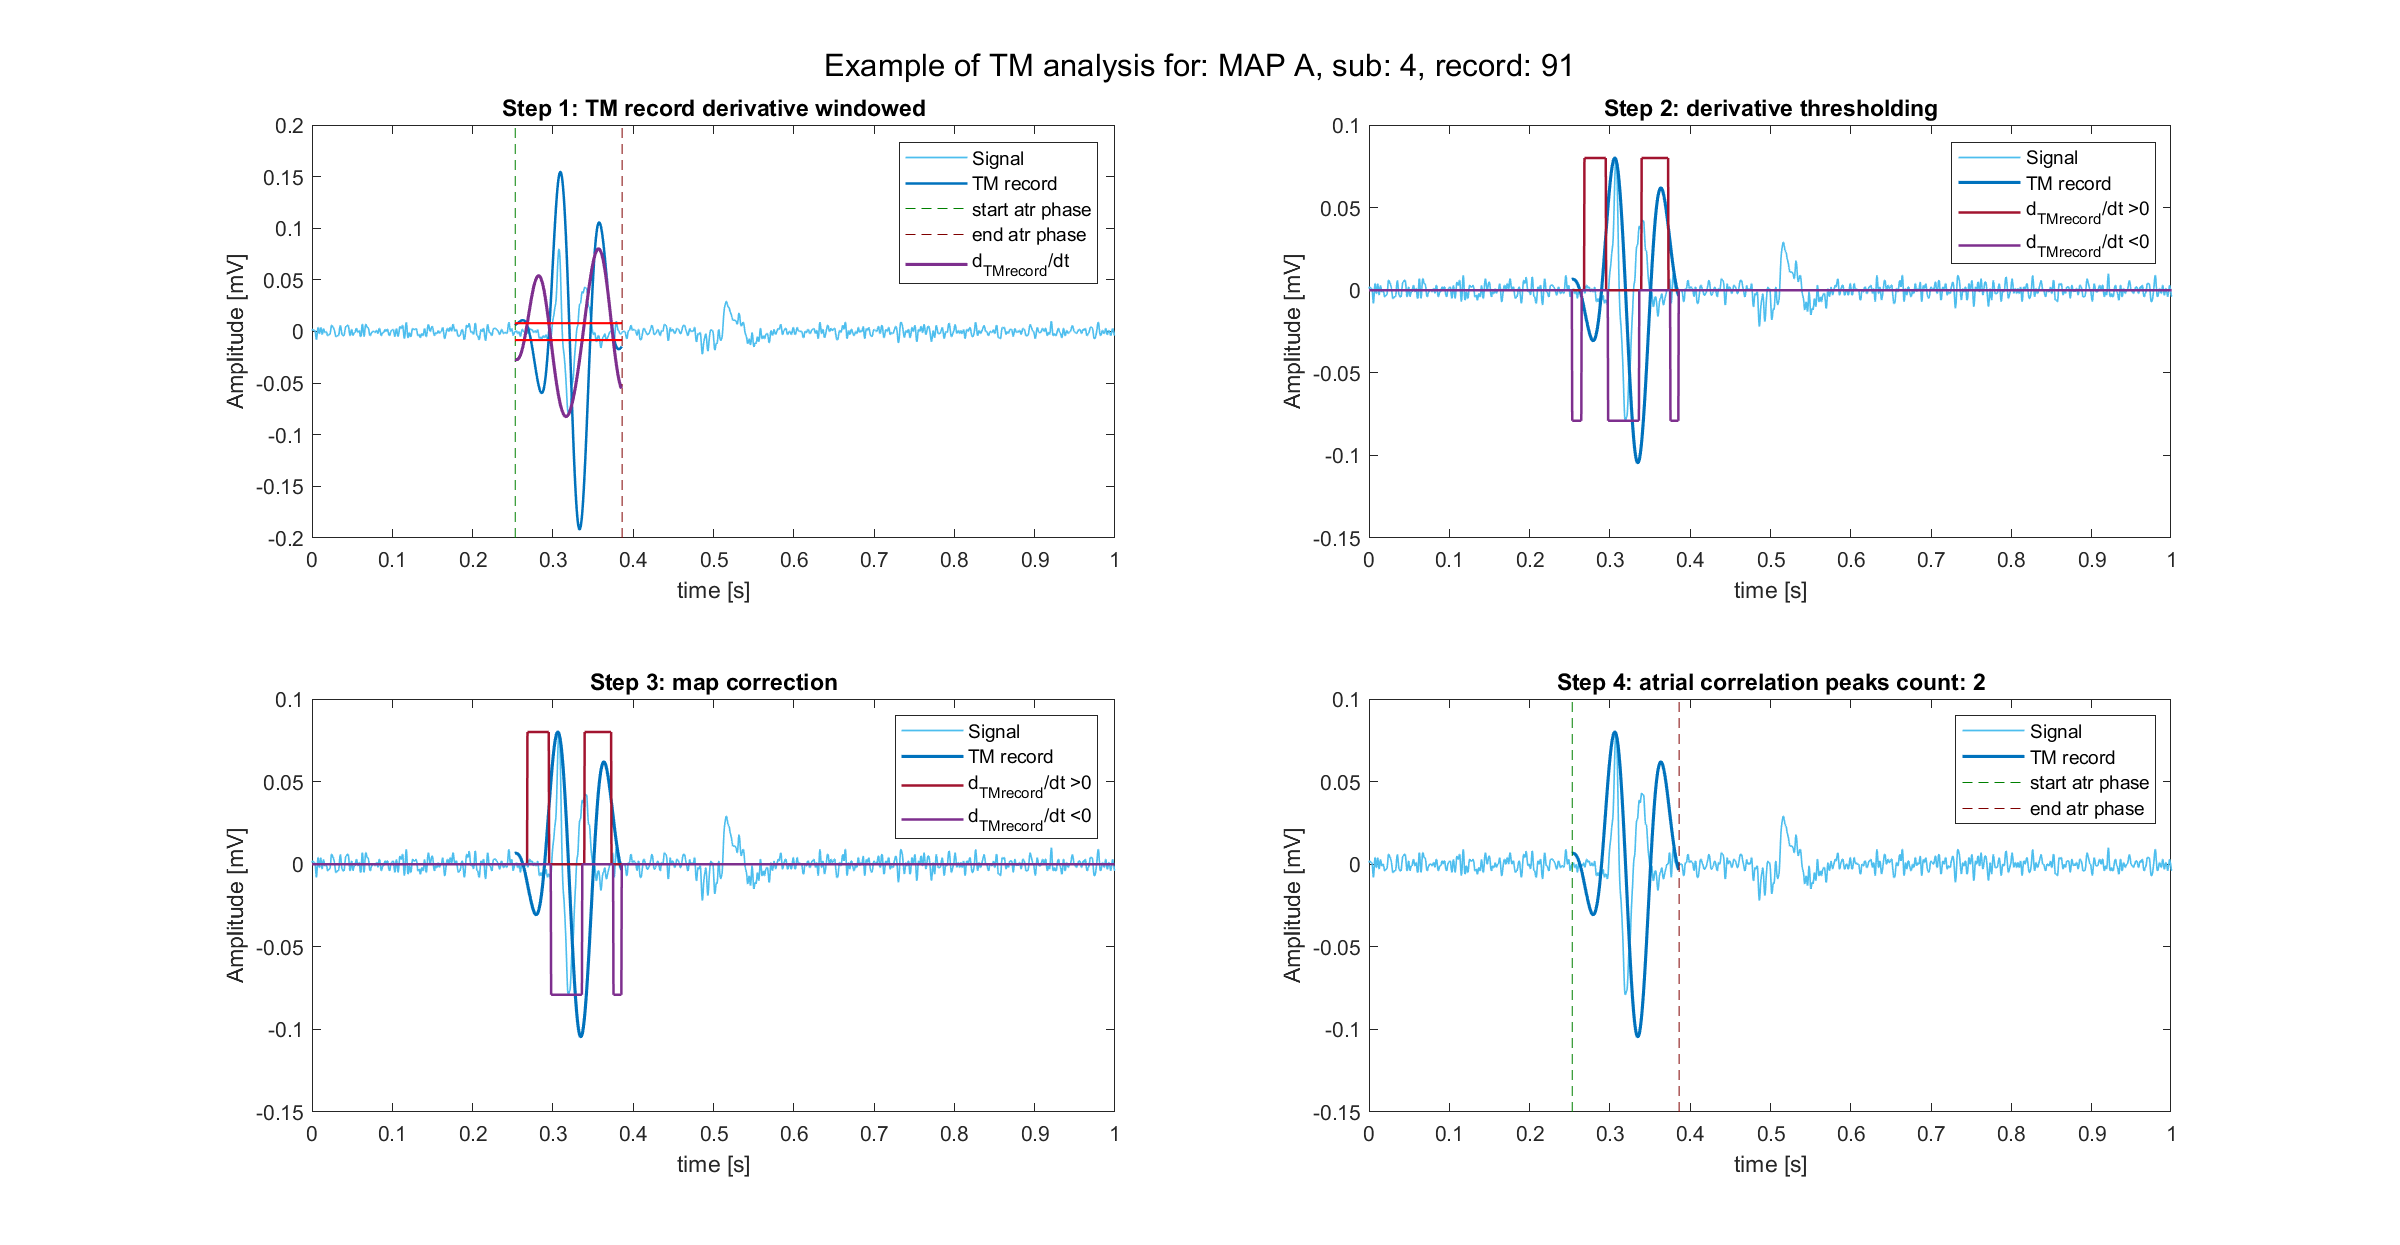 Example of TM analysis for: MAP A, sub: 4, record: 91
Step 1: TM record derivative windowed
0.2
0.15
0.1
0.05
0
-0.05
-0.1
-0.15
-0.2
Amplitude [mV]
0 0.1 0.2 0.3 0.4 0.5 0.6 0.7 0.8 0.9 1
time [s]
Signal
TM record
start atr phase
end atr phase
dTMrecord/dt
Step 2: derivative thresholding
0.1
0.05
0
-0.05
-0.1
-0.15
Amplitude [mV]
0 0.1 0.2 0.3 0.4 0.5 0.6 0.7 0.8 0.9 1
time [s]
Signal
TM record
dTMrecord/dt >0
dTMrecord/dt <0
Step 3: map correction
0.1
0.05
0
-0.05
-0.1
-0.15
Amplitude [mV]
0 0.1 0.2 0.3 0.4 0.5 0.6 0.7 0.8 0.9 1
time [s]
Signal
TM record
dTMrecord/dt >0
dTMrecord/dt <0
Step 4: atrial correlation peaks count: 2
0.1
0.05
0
-0.05
-0.1
-0.15
Amplitude [mV]
0 0.1 0.2 0.3 0.4 0.5 0.6 0.7 0.8 0.9 1
time [s]
Signal
TM record
start atr phase
end atr phase